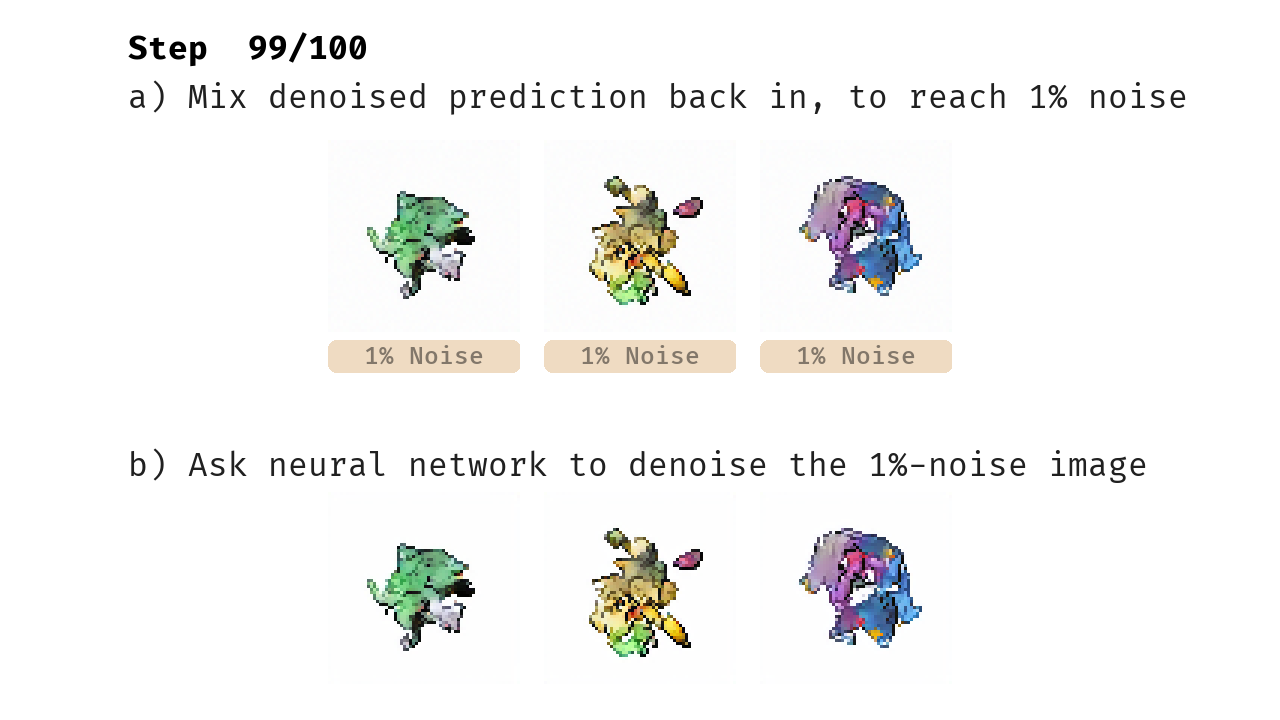 Step  99/100
a) Mix denoised prediction back in, to reach 1% noise
1% Noise
1% Noise
1% Noise
b) Ask neural network to denoise the 1%-noise image